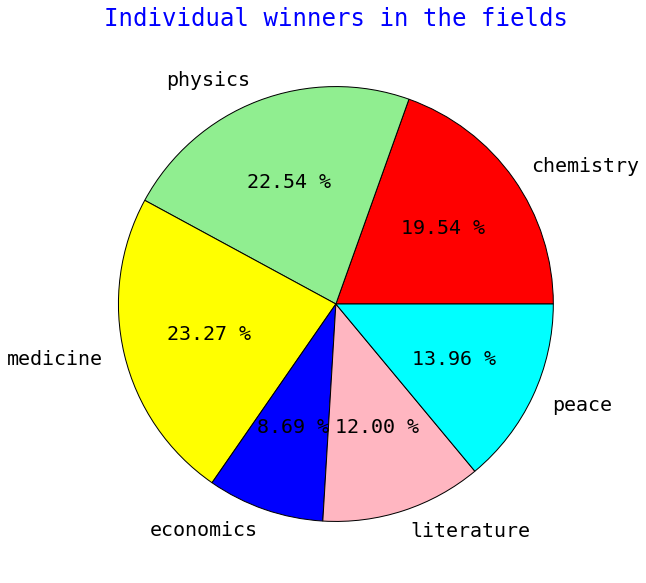 Individual winners in the fields
physics
chemistry
22.54 %
19.54 %
medicine
23.27 %
13.96 %
peace
8.69 %
12.00 %
economics
literature